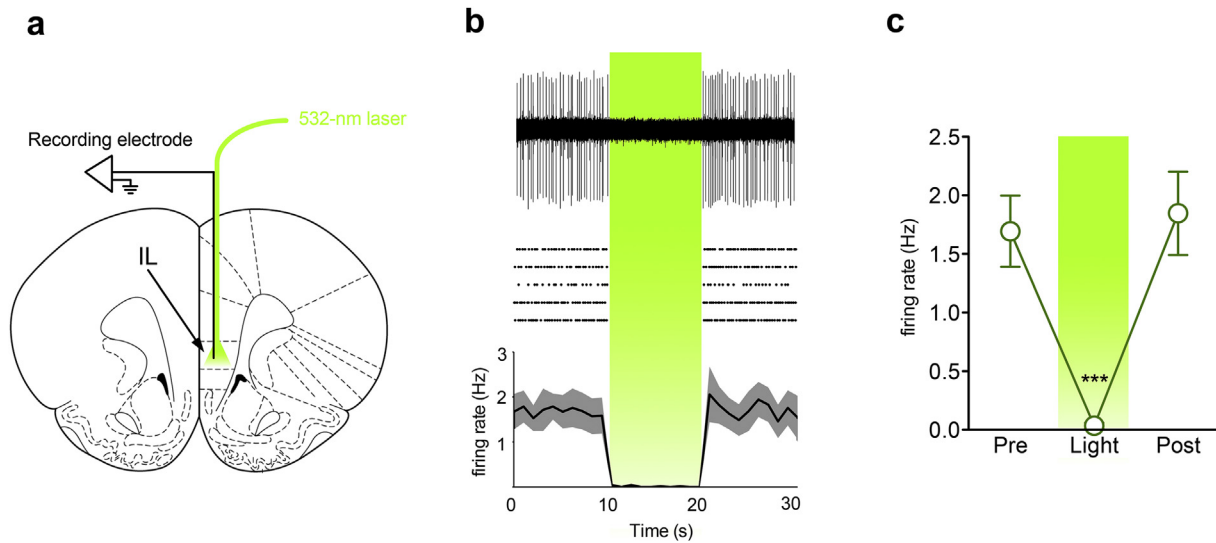 a
532-nm laser
Recording electrode
IL
b
3
2
1
firing rate (Hz)
0 10 20 30
Time (s)
c
2.5
2.0
1.5
1.0
0.5
0.0
firing rate (Hz)
***
Pre Light Post